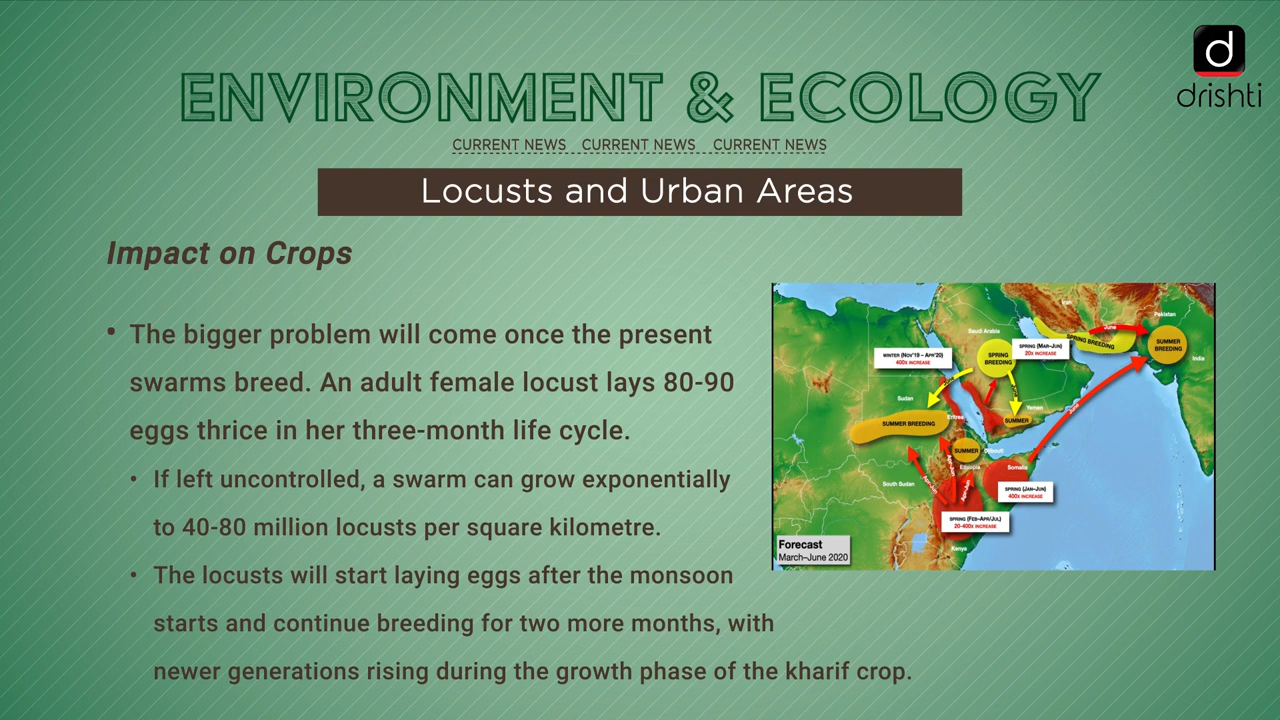 ENVIRONMENT & ECOLOGY
d
drishti
CURRENT NEWS CURRENT NEWS CURRENT NEWS
Locusts and Urban Areas
Impact on Crops
• The bigger problem will come once the present
swarms breed. An adult female locust lays 80-90
eggs thrice in her three-month life cycle.
• If left uncontrolled, a swarm can grow exponentially
to 40-80 million locusts per square kilometre.
• The locusts will start laying eggs after the monsoon
starts and continue breeding for two more months, with
newer generations rising during the growth phase of the kharif crop.
Iran
Pakistan
June
Saudi Arabia
SPRING BREEDING
SUMMER
BREEDING
India
WINTER (Nov'19 – Apr'20)
400x INCREASE
SPRING
BREEDING
SPRING (Mar–Jun)
20x INCREASE
Sudan
Eritrea
Yemen
June
SUMMER BREEDING
SUMMER
SUMMER
Djibouti
Ethiopia
Somalia
South Sudan
SPRING (Jan–Jun)
400x INCREASE
SPRING (Feb–Apr/Jul)
20-400x INCREASE
Kenya
Forecast
March–June 2020